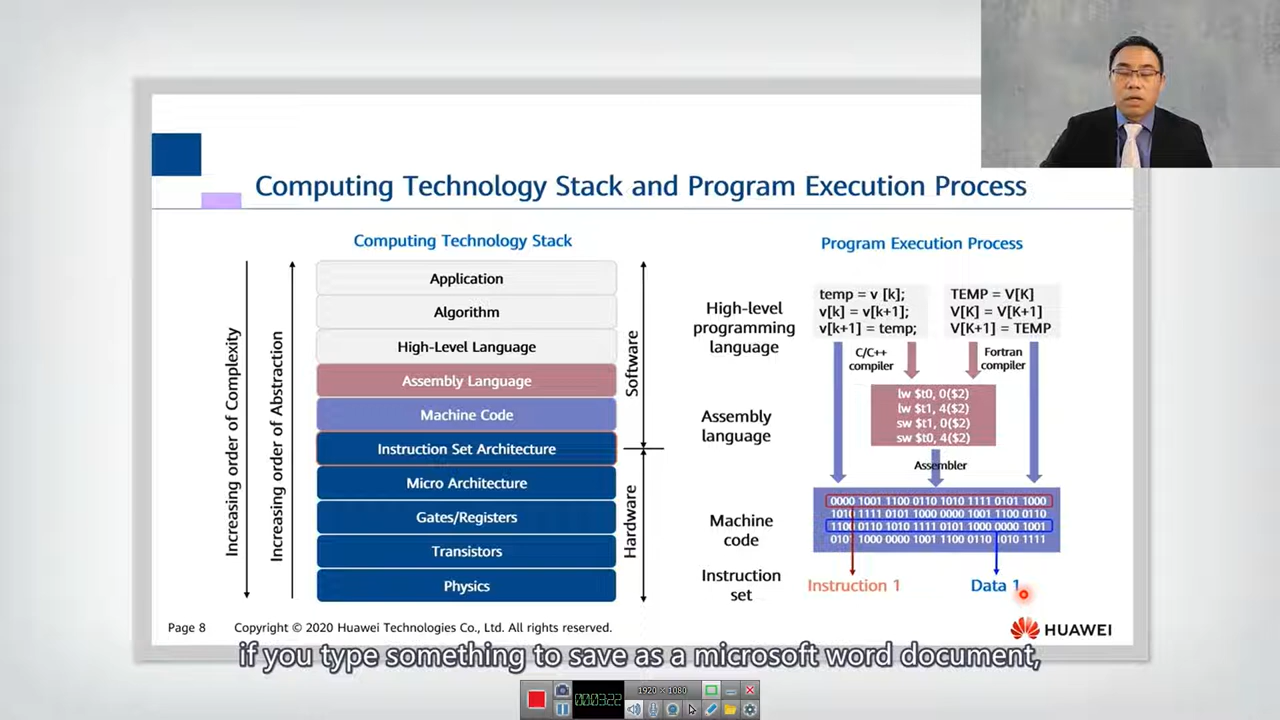 Computing Technology Stack and Program Execution Process
Computing Technology Stack
Increasing order of Complexity
Increasing order of Abstraction
Application
Algorithm
High-Level Language
Assembly Language
Machine Code
Instruction Set Architecture
Micro Architecture
Gates/Registers
Transistors
Physics
Software
Hardware
Program Execution Process
High-level
programming
language
temp = v [k];
v[k] = v[k+1];
v[k+1] = temp;
TEMP = V[K]
V[K] = V[K+1]
V[K+1] = TEMP
C/C++
compiler
Fortran
compiler
Assembly
language
lw $t0, 0($2)
lw $t1, 4($2)
sw $t1, 0($2)
sw $t0, 4($2)
Assembler
Machine
code
0000 1001 1100 0110 1010 1111 0101 1000
1010 1111 0101 1000 0000 1001 1100 0110
1100 0110 1010 1111 0101 1000 0000 1001
0101 1000 0000 1001 1100 0110 1010 1111
Instruction
set
Instruction 1
Data 1
Page 8
Copyright © 2020 Huawei Technologies Co., Ltd. All rights reserved.
HUAWEI
if you type something to save as a microsoft word document,
1920 × 1080
000322